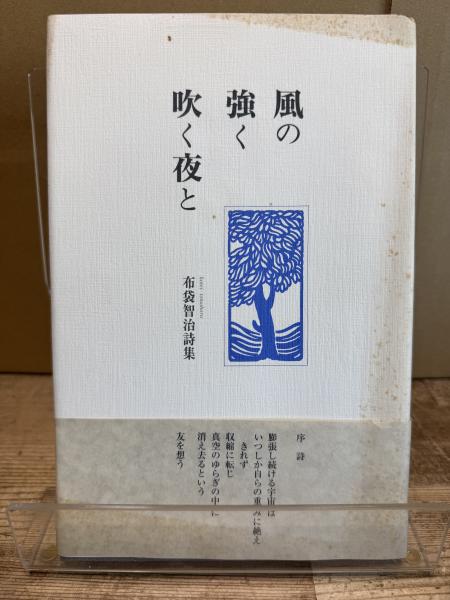 風の
強く
吹く夜と
布袋智治詩集
序詩
膨張し続ける宇宙は
いつしか自らの重みに絶え
きれず
収縮に転じ
真空のゆらぎの中に
消え去るという
友を想う